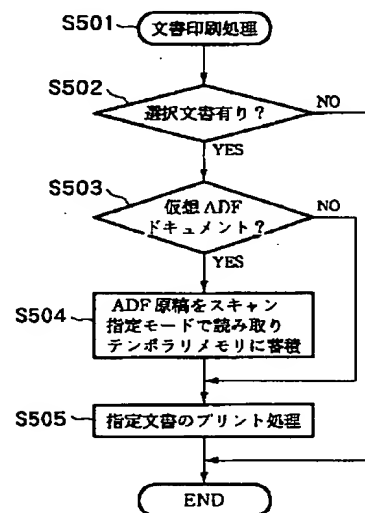 S501
文書印刷処理
S502
選択文書有り?
NO
YES
S503
仮想ADF
ドキュメント?
NO
YES
S504
ADF原稿をスキャン
指定モードで読み取り
テンポラリメモリに蓄積
S505
指定文書のプリント処理
END